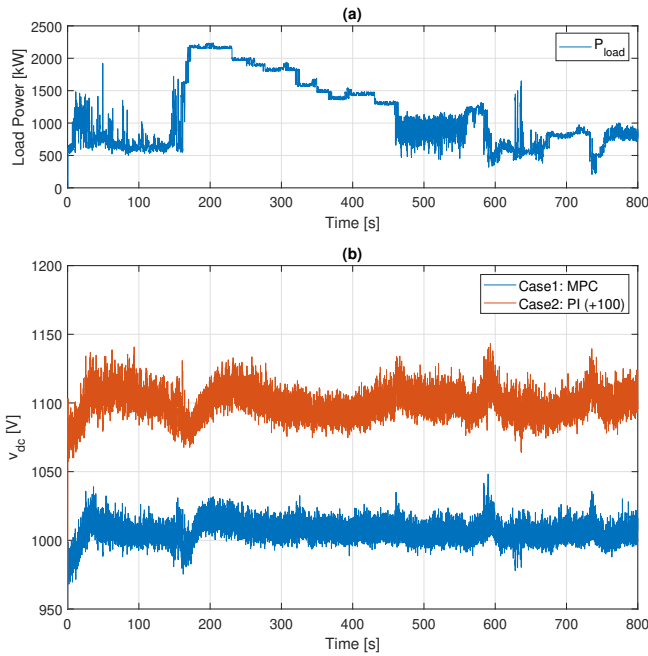 (a)
2500
2000
1500
1000
500
0
Load Power [kW]
P_load
0 100 200 300 400 500 600 700 800
Time [s]
(b)
1200
1150
1100
1050
1000
950
v_dc [V]
Case1: MPC
Case2: PI (+100)
0 100 200 300 400 500 600 700 800
Time [s]